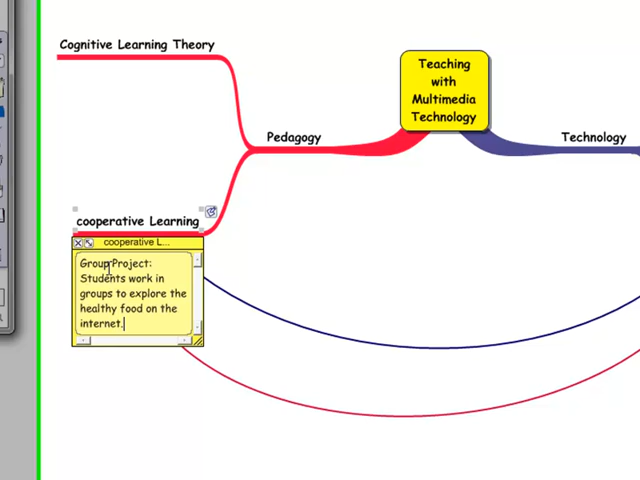 Cognitive Learning Theory
Teaching
with
Multimedia
Technology
Pedagogy
Technology
cooperative Learning
cooperative L...
Group Project:
Students work in
groups to explore the
healthy food on the
internet.